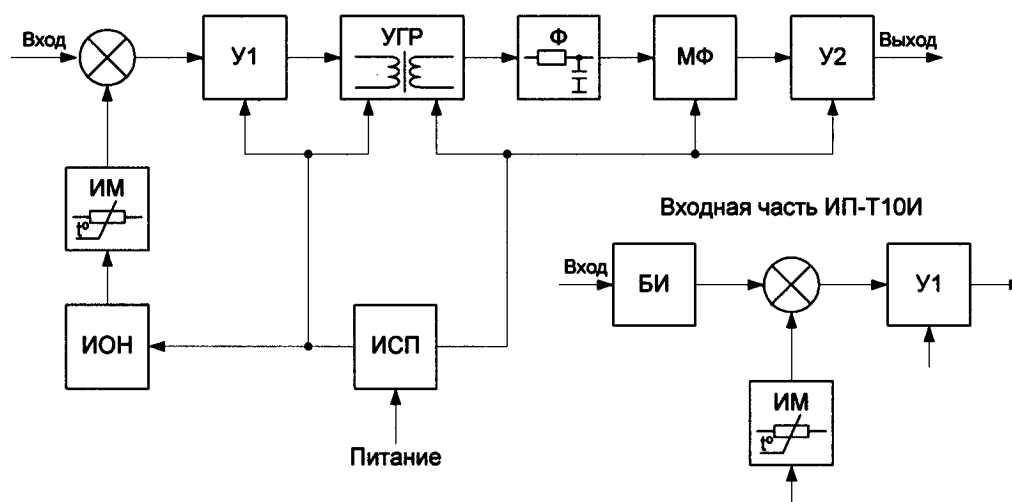 Вход
У1
УГР
Ф
МФ
У2
Выход
ИМ
t°
Входная часть ИП-Т10И
Вход
БИ
У1
ИОН
ИСП
ИМ
t°
Питание